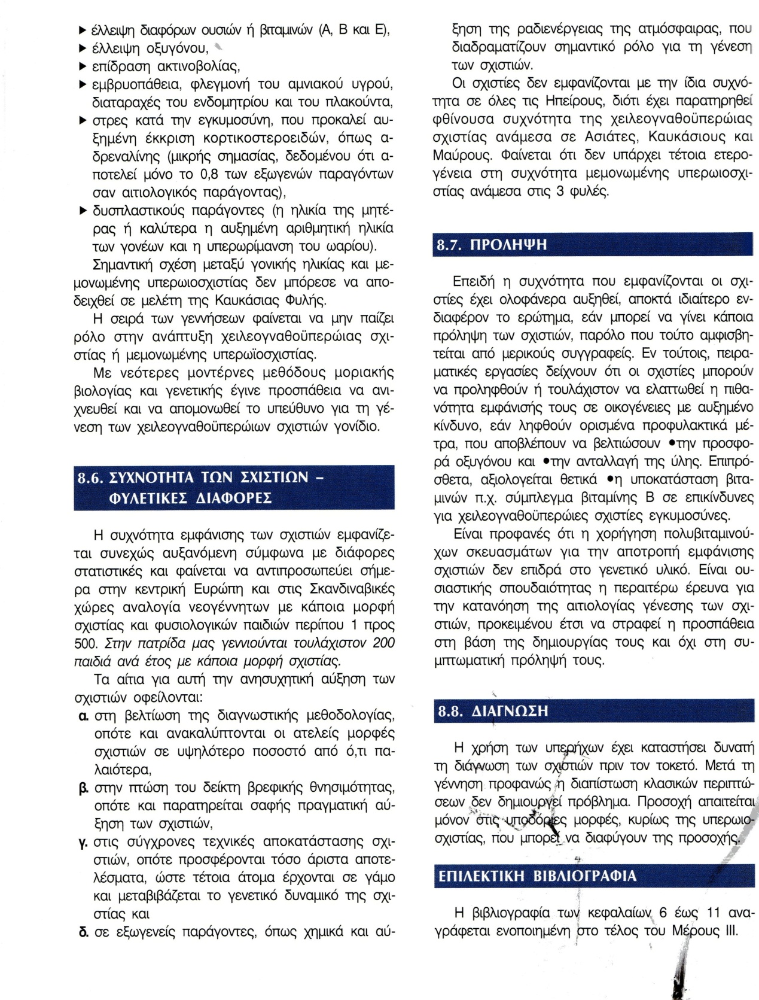 ▶ έλλειψη διαφόρων ουσιών ή βιταμινών (Α, Β και Ε),
▶ έλλειψη οξυγόνου,
▶ επίδραση ακτινοβολίας,
▶ εμβρυοπάθεια, φλεγμονή του αμνιακού υγρού,
διαταραχές του ενδομητρίου και του πλακούντα,
▶ στρες κατά την εγκυμοσύνη, που προκαλεί αυ-
ξημένη έκκριση κορτικοστεροειδών, όπως α-
δρεναλίνης (μικρής σημασίας, δεδομένου ότι α-
ποτελεί μόνο το 0,8 των εξωγενών παραγόντων
σαν αιτιολογικός παράγοντας),
▶ δυσπλαστικούς παράγοντες (η ηλικία της μητέ-
ρας ή καλύτερα η αυξημένη αριθμητική ηλικία
των γονέων και η υπερωρίμανση του ωαρίου).
Σημαντική σχέση μεταξύ γονικής ηλικίας και με-
μονωμένης υπερωιοσχιστίας δεν μπόρεσε να απο-
δειχθεί σε μελέτη της Καυκάσιας Φυλής.
Η σειρά των γεννήσεων φαίνεται να μην παίζει
ρόλο στην ανάπτυξη χειλεογναθοϋπερώιας σχι-
στίας ή μεμονωμένης υπερωϊοσχιστίας.
Με νεότερες μοντέρνες μεθόδους μοριακής
βιολογίας και γενετικής έγινε προσπάθεια να ανι-
χνευθεί και να απομονωθεί το υπεύθυνο για τη γέ-
νεση των χειλεογναθοϋπερώιων σχιστιών γονίδιο.
8.6. ΣΥΧΝΟΤΗΤΑ ΤΩΝ ΣΧΙΣΤΙΩΝ –
ΦΥΛΕΤΙΚΕΣ ΔΙΑΦΟΡΕΣ
Η συχνότητα εμφάνισης των σχιστιών εμφανίζε-
ται συνεχώς αυξανόμενη σύμφωνα με διάφορες
στατιστικές και φαίνεται να αντιπροσωπεύει σήμε-
ρα στην κεντρική Ευρώπη και στις Σκανδιναβικές
χώρες αναλογία νεογέννητων με κάποια μορφή
σχιστίας και φυσιολογικών παιδιών περίπου 1 προς
500. Στην πατρίδα μας γεννιούνται τουλάχιστον 200
παιδιά ανά έτος με κάποια μορφή σχιστίας.
Τα αίτια για αυτή την ανησυχητική αύξηση των
σχιστιών οφείλονται:
α. στη βελτίωση της διαγνωστικής μεθοδολογίας,
οπότε και ανακαλύπτονται οι ατελείς μορφές
σχιστιών σε υψηλότερο ποσοστό από ό,τι πα-
λαιότερα,
β. στην πτώση του δείκτη βρεφικής θνησιμότητας,
οπότε και παρατηρείται σαφής πραγματική αύ-
ξηση των σχιστιών,
γ. στις σύγχρονες τεχνικές αποκατάστασης σχι-
στιών, οπότε προσφέρονται τόσο άριστα αποτε-
λέσματα, ώστε τέτοια άτομα έρχονται σε γάμο
και μεταβιβάζεται το γενετικό δυναμικό της σχι-
στίας και
δ. σε εξωγενείς παράγοντες, όπως χημικά και αύ-
ξηση της ραδιενέργειας της ατμόσφαιρας, που
διαδραματίζουν σημαντικό ρόλο για τη γένεση
των σχιστιών.
Οι σχιστίες δεν εμφανίζονται με την ίδια συχνό-
τητα σε όλες τις Ηπείρους, διότι έχει παρατηρηθεί
φθίνουσα συχνότητα της χειλεογναθοϋπερώιας
σχιστίας ανάμεσα σε Ασιάτες, Καυκάσιους και
Μαύρους. Φαίνεται ότι δεν υπάρχει τέτοια ετερο-
γένεια στη συχνότητα μεμονωμένης υπερωιοσχι-
στίας ανάμεσα στις 3 φυλές.
8.7. ΠΡΟΛΗΨΗ
Επειδή η συχνότητα που εμφανίζονται οι σχι-
στίες έχει ολοφάνερα αυξηθεί, αποκτά ιδιαίτερο εν-
διαφέρον το ερώτημα, εάν μπορεί να γίνει κάποια
πρόληψη των σχιστιών, παρόλο που τούτο αμφισβη-
τείται από μερικούς συγγραφείς. Εν τούτοις, πειρα-
ματικές εργασίες δείχνουν ότι οι σχιστίες μπορούν
να προληφθούν ή τουλάχιστον να ελαττωθεί η πιθα-
νότητα εμφάνισής τους σε οικογένειες με αυξημένο
κίνδυνο, εάν ληφθούν ορισμένα προφυλακτικά μέ-
τρα, που αποβλέπουν να βελτιώσουν •την προσφο-
ρά οξυγόνου και •την ανταλλαγή της ύλης. Επιπρό-
σθετα, αξιολογείται θετικά •η υποκατάσταση βιτα-
μινών π.χ. σύμπλεγμα βιταμίνης Β σε επικίνδυνες
για χειλεογναθοϋπερώιες σχιστίες εγκυμοσύνες.
Είναι προφανές ότι η χορήγηση πολυβιταμινού-
χων σκευασμάτων για την αποτροπή εμφάνισης
σχιστιών δεν επιδρά στο γενετικό υλικό. Είναι ου-
σιαστικής σπουδαιότητας η περαιτέρω έρευνα για
την κατανόηση της αιτιολογίας γένεσης των σχι-
στιών, προκειμένου έτσι να στραφεί η προσπάθεια
στη βάση της δημιουργίας τους και όχι στη συ-
μπτωματική πρόληψή τους.
8.8. ΔΙΑΓΝΩΣΗ
Η χρήση των υπερήχων έχει καταστήσει δυνατή
τη διάγνωση των σχιστιών πριν τον τοκετό. Μετά τη
γέννηση προφανώς η διαπίστωση κλασικών περιπτώ-
σεων δεν δημιουργεί πρόβλημα. Προσοχή απαιτείται
μόνον στις υποδόριες μορφές, κυρίως της υπερωιο-
σχιστίας, που μπορεί να διαφύγουν της προσοχής.
ΕΠΙΛΕΚΤΙΚΗ ΒΙΒΛΙΟΓΡΑΦΙΑ
Η βιβλιογραφία των κεφαλαίων 6 έως 11 ανα-
γράφεται ενοποιημένη στο τέλος του Μέρους ΙΙΙ.